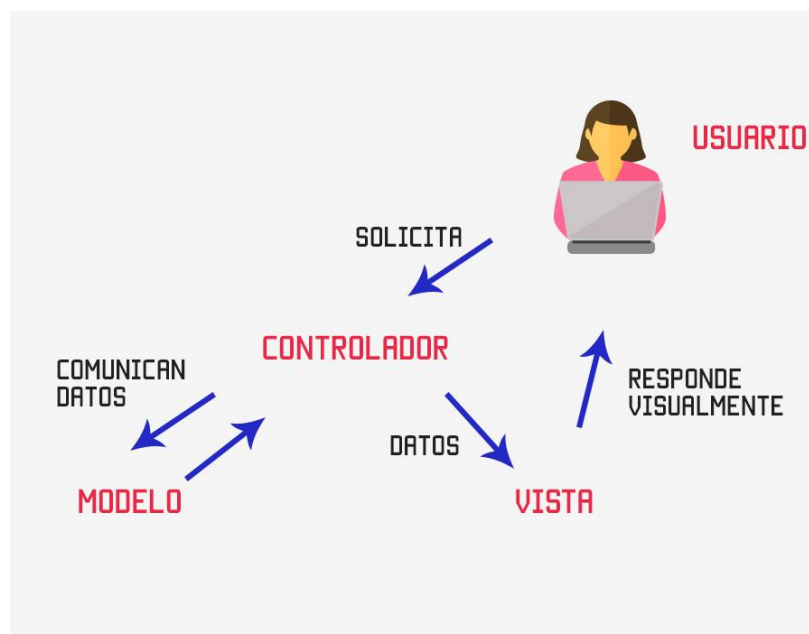 USUARIO
SOLICITA
CONTROLADOR
COMUNICAN
DATOS
RESPONDE
VISUALMENTE
DATOS
MODELO
VISTA